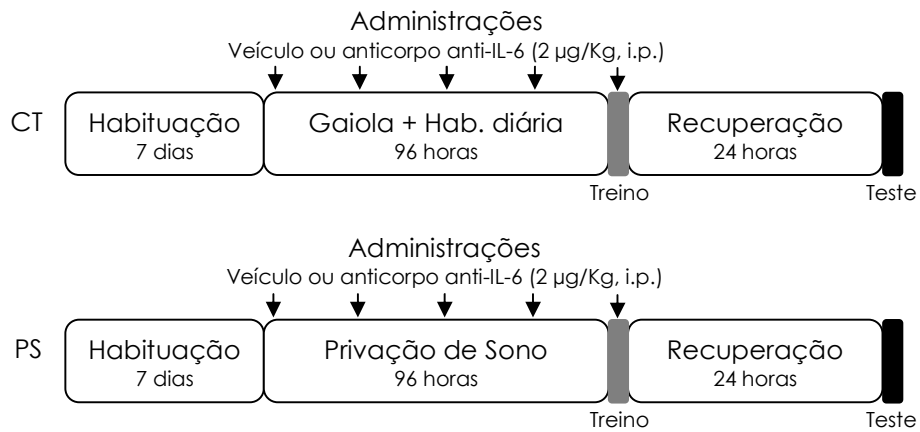 Administrações
Veículo ou anticorpo anti-IL-6 (2 µg/Kg, i.p.)
CT
Habituação
7 dias
Gaiola + Hab. diária
96 horas
Recuperação
24 horas
Treino
Teste
Administrações
Veículo ou anticorpo anti-IL-6 (2 µg/Kg, i.p.)
PS
Habituação
7 dias
Privação de Sono
96 horas
Recuperação
24 horas
Treino
Teste